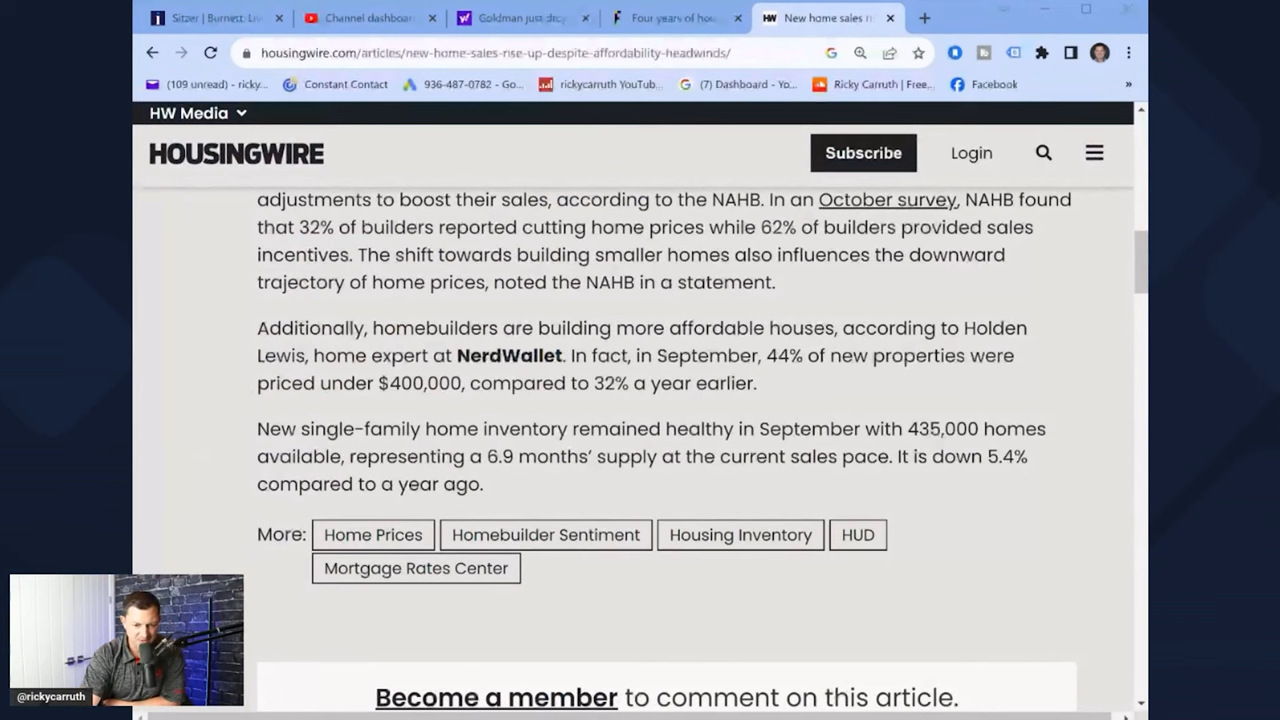 Sitzer | Burnett: Liv
Channel dashboar
Goldman just dro
Four years of hou
HW New home sales ri
housingwire.com/articles/new-home-sales-rise-up-despite-affordability-headwinds/
(109 unread) - ricky...
Constant Contact
936-487-0782 - Go...
rickycarruth YouTub...
(7) Dashboard - Yo...
Ricky Carruth | Free...
Facebook
»
HW Media
HOUSINGWIRE
Subscribe
Login
adjustments to boost their sales, according to the NAHB. In an October survey, NAHB found
that 32% of builders reported cutting home prices while 62% of builders provided sales
incentives. The shift towards building smaller homes also influences the downward
trajectory of home prices, noted the NAHB in a statement.
Additionally, homebuilders are building more affordable houses, according to Holden
Lewis, home expert at NerdWallet. In fact, in September, 44% of new properties were
priced under $400,000, compared to 32% a year earlier.
New single-family home inventory remained healthy in September with 435,000 homes
available, representing a 6.9 months’ supply at the current sales pace. It is down 5.4%
compared to a year ago.
More: Home Prices Homebuilder Sentiment Housing Inventory HUD
Mortgage Rates Center
@rickycarruth
Become a member to comment on this article.